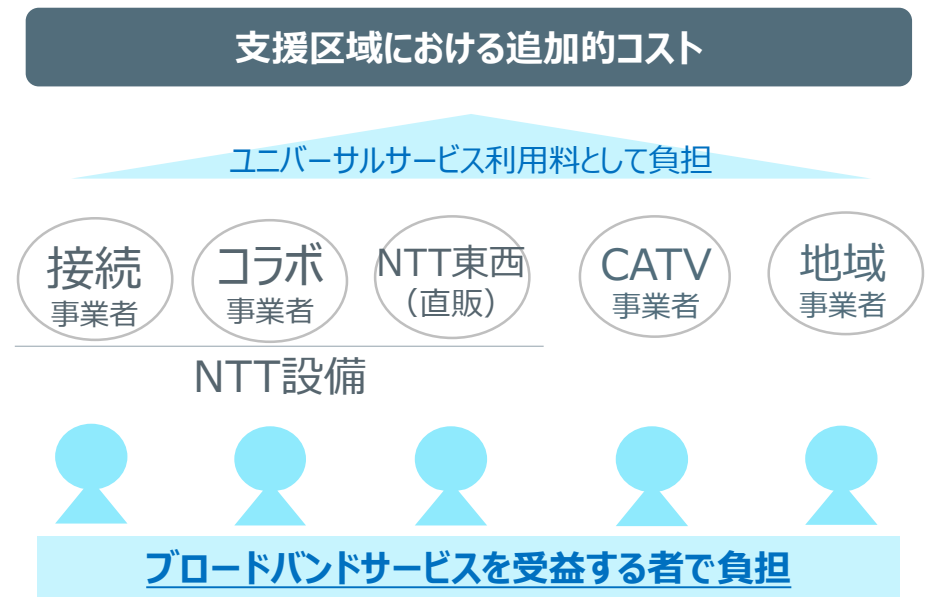 支援区域における追加的コスト
ユニバーサルサービス利用料として負担
接続
事業者
コラボ
事業者
NTT東西
（直販）
CATV
事業者
地域
事業者
NTT設備
ブロードバンドサービスを受益する者で負担